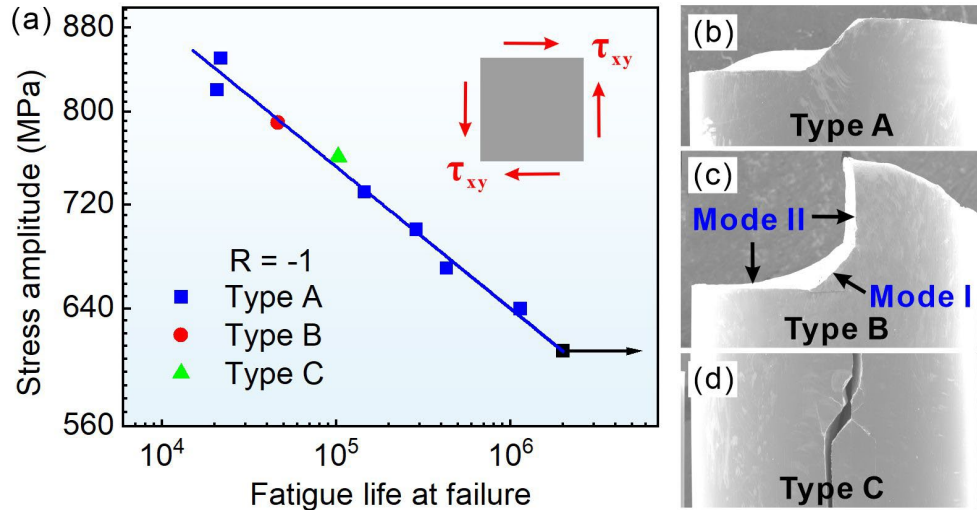 (a)
880
800
720
640
560
Stress amplitude (MPa)
τxy
τxy
R = -1
Type A
Type B
Type C
10^4
10^5
10^6
Fatigue life at failure
(b)
Type A
(c)
Mode II
Mode I
Type B
(d)
Type C